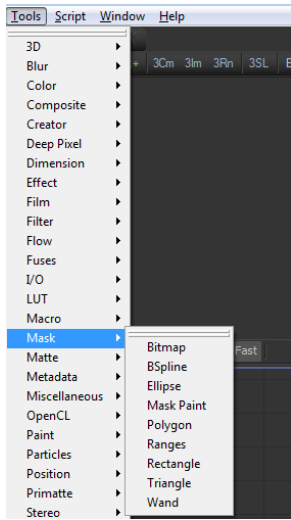 Tools Script Window Help
3Cm 3Im 3Rn 3SL
3D
Blur
Color
Composite
Creator
Deep Pixel
Dimension
Effect
Film
Filter
Flow
Fuses
I/O
LUT
Macro
Mask
Matte
Metadata
Miscellaneous
OpenCL
Paint
Particles
Position
Primatte
Stereo
Bitmap
BSpline
Ellipse
Mask Paint
Polygon
Ranges
Rectangle
Triangle
Wand
Fast